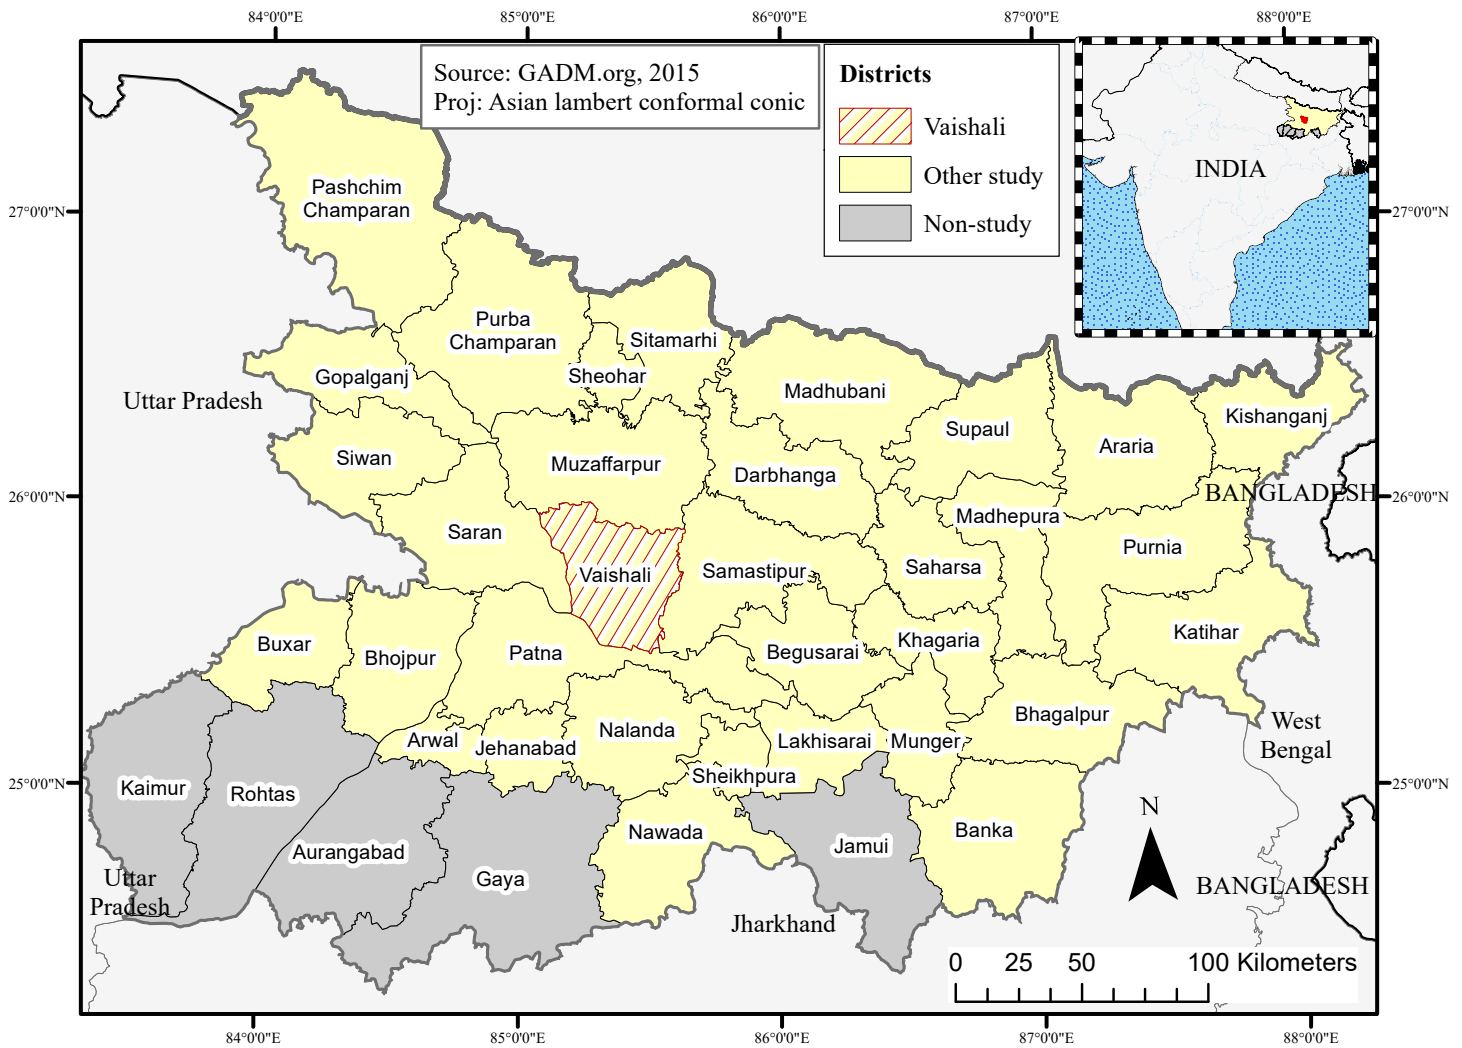 84°0'0"E
85°0'0"E
86°0'0"E
87°0'0"E
88°0'0"E
Source: GADM.org, 2015
Proj: Asian lambert conformal conic
Districts
Vaishali
Other study
Non-study
INDIA
27°0'0"N
27°0'0"N
Pashchim
Champaran
Purba
Champaran
Sitamarhi
Sheohar
Gopalganj
Uttar Pradesh
Madhubani
Supaul
Araria
Kishanganj
Siwan
Muzaffarpur
Darbhanga
26°0'0"N
BANGLADESH
26°0'0"N
Saran
Madhepura
Purnia
Vaishali
Samastipur
Saharsa
Buxar
Bhojpur
Patna
Begusarai
Khagaria
Katihar
Bhagalpur
West
Bengal
Arwal
Jehanabad
Nalanda
Lakhisarai
Munger
Sheikhpura
25°0'0"N
25°0'0"N
Kaimur
Rohtas
Nawada
Banka
Jamui
Aurangabad
Gaya
N
Uttar
Pradesh
BANGLADESH
Jharkhand
0 25 50 100 Kilometers
84°0'0"E
85°0'0"E
86°0'0"E
87°0'0"E
88°0'0"E